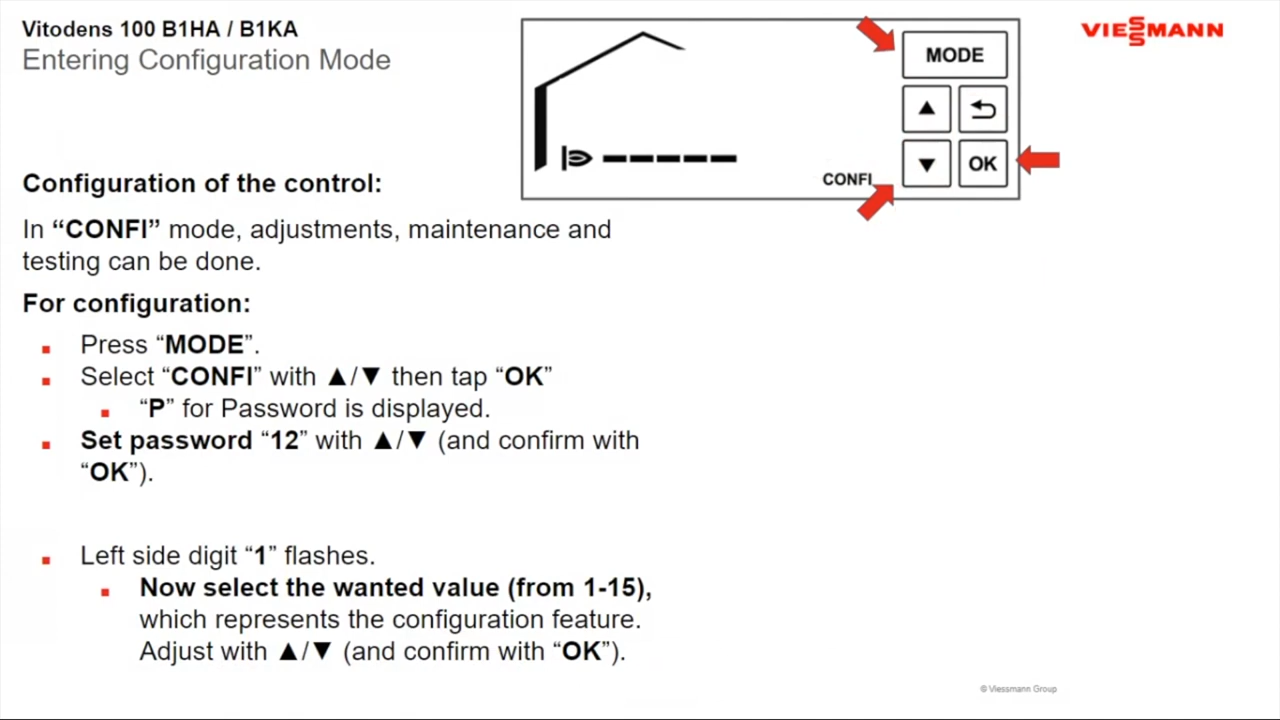 Vitodens 100 B1HA / B1KA
Entering Configuration Mode
VIESSMANN
MODE
OK
CONFI
Configuration of the control:
In “CONFI” mode, adjustments, maintenance and
testing can be done.
For configuration:
Press “MODE”.
Select “CONFI” with ▲/▼ then tap “OK”
“P” for Password is displayed.
Set password “12” with ▲/▼ (and confirm with
“OK”).
Left side digit “1” flashes.
Now select the wanted value (from 1-15),
which represents the configuration feature.
Adjust with ▲/▼ (and confirm with “OK”).
© Viessmann Group